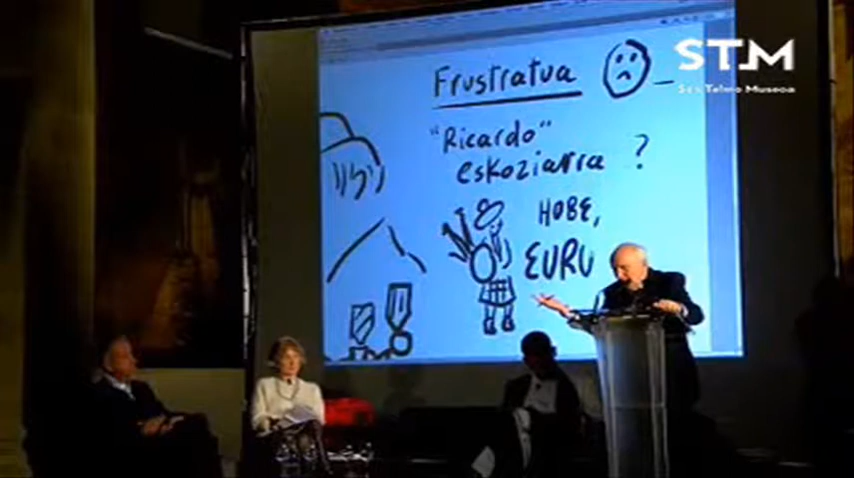 STM
San Telmo Museoa
Frustratua
"Ricardo"
eskoziarra ?
HOBE,
EURU